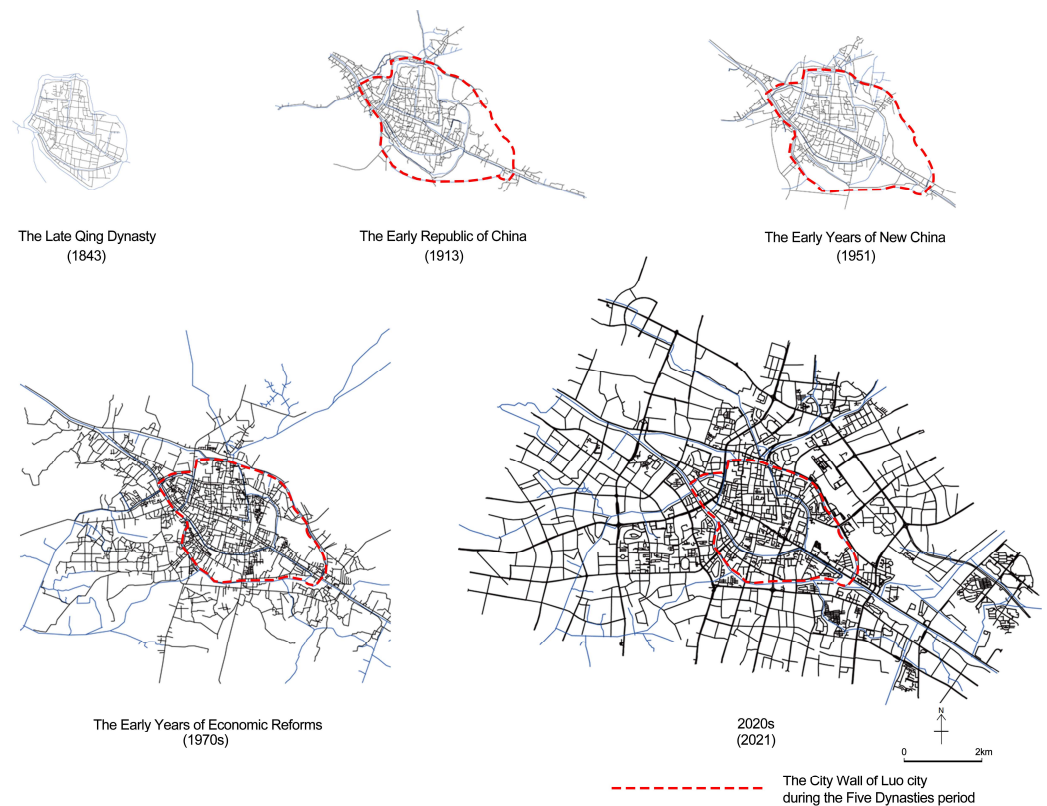 The Late Qing Dynasty
(1843)
The Early Republic of China
(1913)
The Early Years of New China
(1951)
The Early Years of Economic Reforms
(1970s)
2020s
(2021)
N
0 2km
The City Wall of Luo city
during the Five Dynasties period